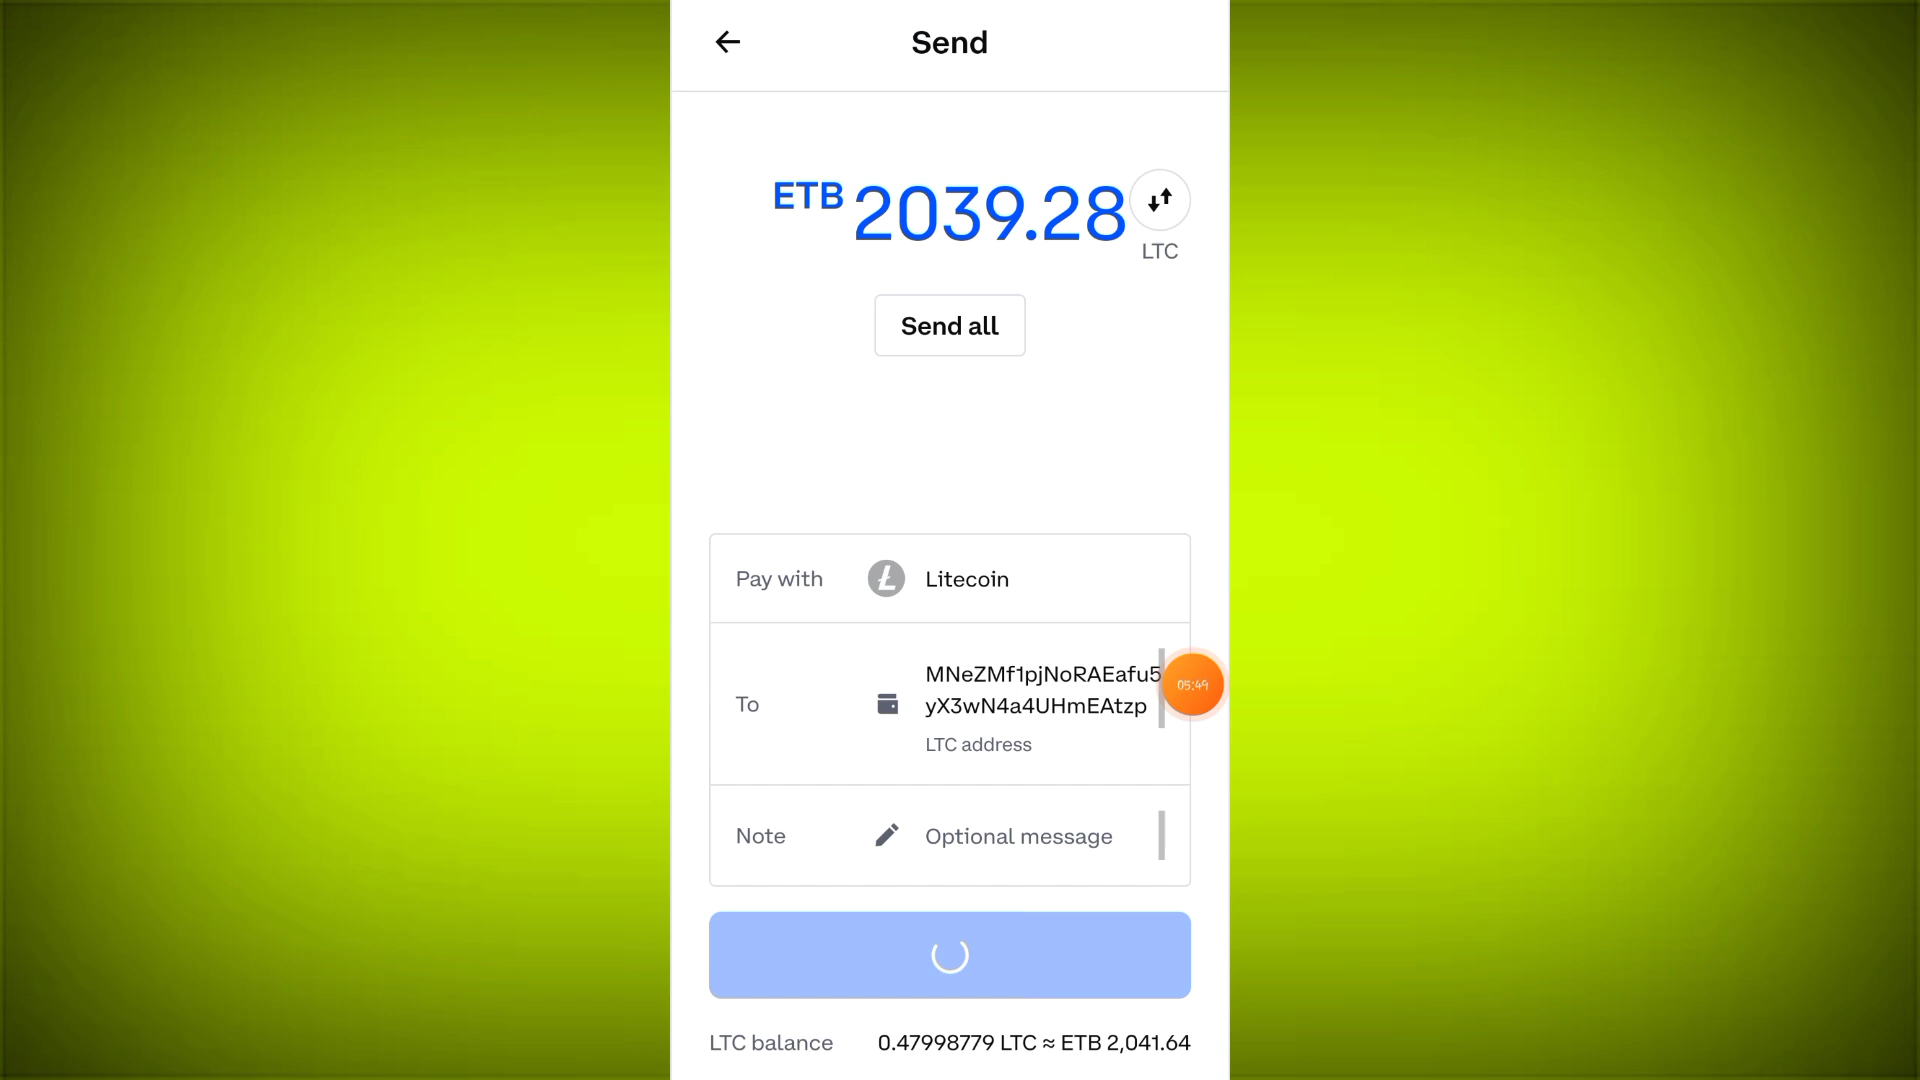 Send
ETB 2039.28
LTC
Send all
Pay with Litecoin
To MNeZMf1pjNoRAEafu5
yX3wN4a4UHmEAtzp
LTC address
05:49
Note Optional message
LTC balance 0.47998779 LTC ≈ ETB 2,041.64